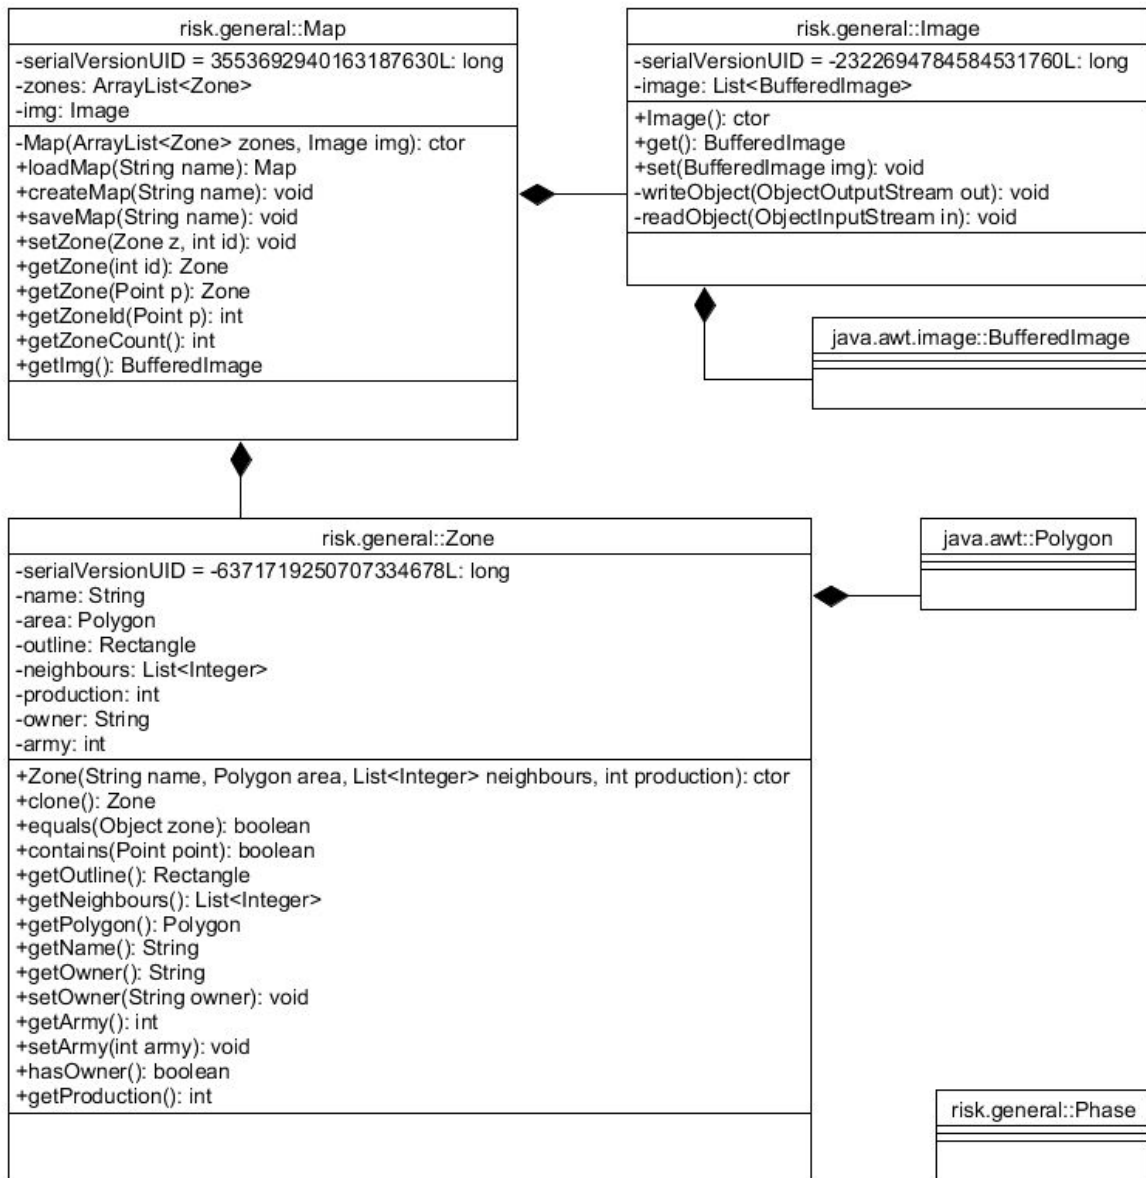 risk.general::Map
-serialVersionUID = 3553692940163187630L: long
-zones: ArrayList<Zone>
-img: Image
-Map(ArrayList<Zone> zones, Image img): ctor
+loadMap(String name): Map
+createMap(String name): void
+saveMap(String name): void
+setZone(Zone z, int id): void
+getZone(int id): Zone
+getZone(Point p): Zone
+getZoneId(Point p): int
+getZoneCount(): int
+getImg(): BufferedImage
risk.general::Image
-serialVersionUID = -2322694784584531760L: long
-image: List<BufferedImage>
+Image(): ctor
+get(): BufferedImage
+set(BufferedImage img): void
-writeObject(ObjectOutputStream out): void
-readObject(ObjectInputStream in): void
java.awt.image::BufferedImage
risk.general::Zone
-serialVersionUID = -6371719250707334678L: long
-name: String
-area: Polygon
-outline: Rectangle
-neighbours: List<Integer>
-production: int
-owner: String
-army: int
+Zone(String name, Polygon area, List<Integer> neighbours, int production): ctor
+clone(): Zone
+equals(Object zone): boolean
+contains(Point point): boolean
+getOutline(): Rectangle
+getNeighbours(): List<Integer>
+getPolygon(): Polygon
+getName(): String
+getOwner(): String
+setOwner(String owner): void
+getArmy(): int
+setArmy(int army): void
+hasOwner(): boolean
+getProduction(): int
java.awt::Polygon
risk.general::Phase